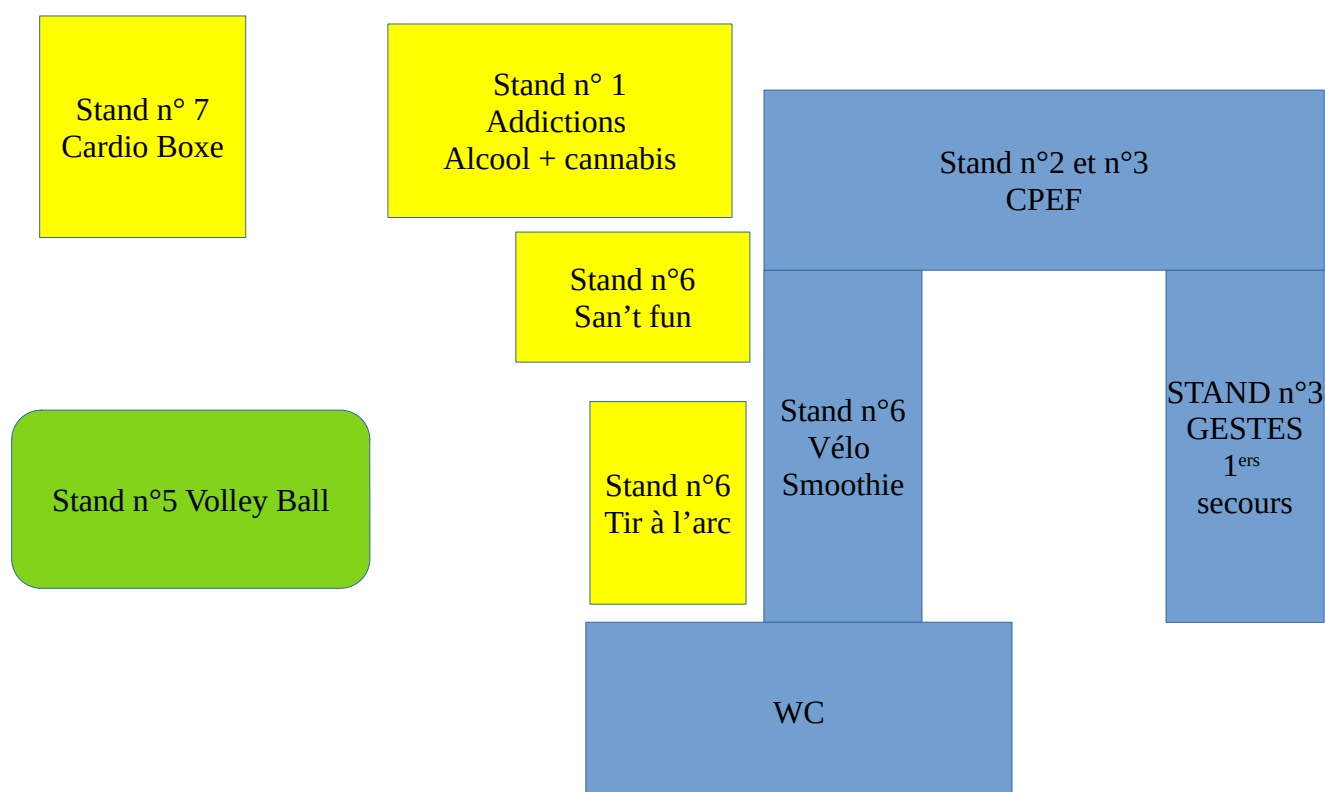 Stand n° 7
Cardio Boxe
Stand n° 1
Addictions
Alcool + cannabis
Stand n°2 et n°3
CPEF
Stand n°6
San’t fun
Stand n°5 Volley Ball
Stand n°6
Tir à l’arc
Stand n°6
Vélo
Smoothie
STAND n°3
GESTES
1ers
secours
WC